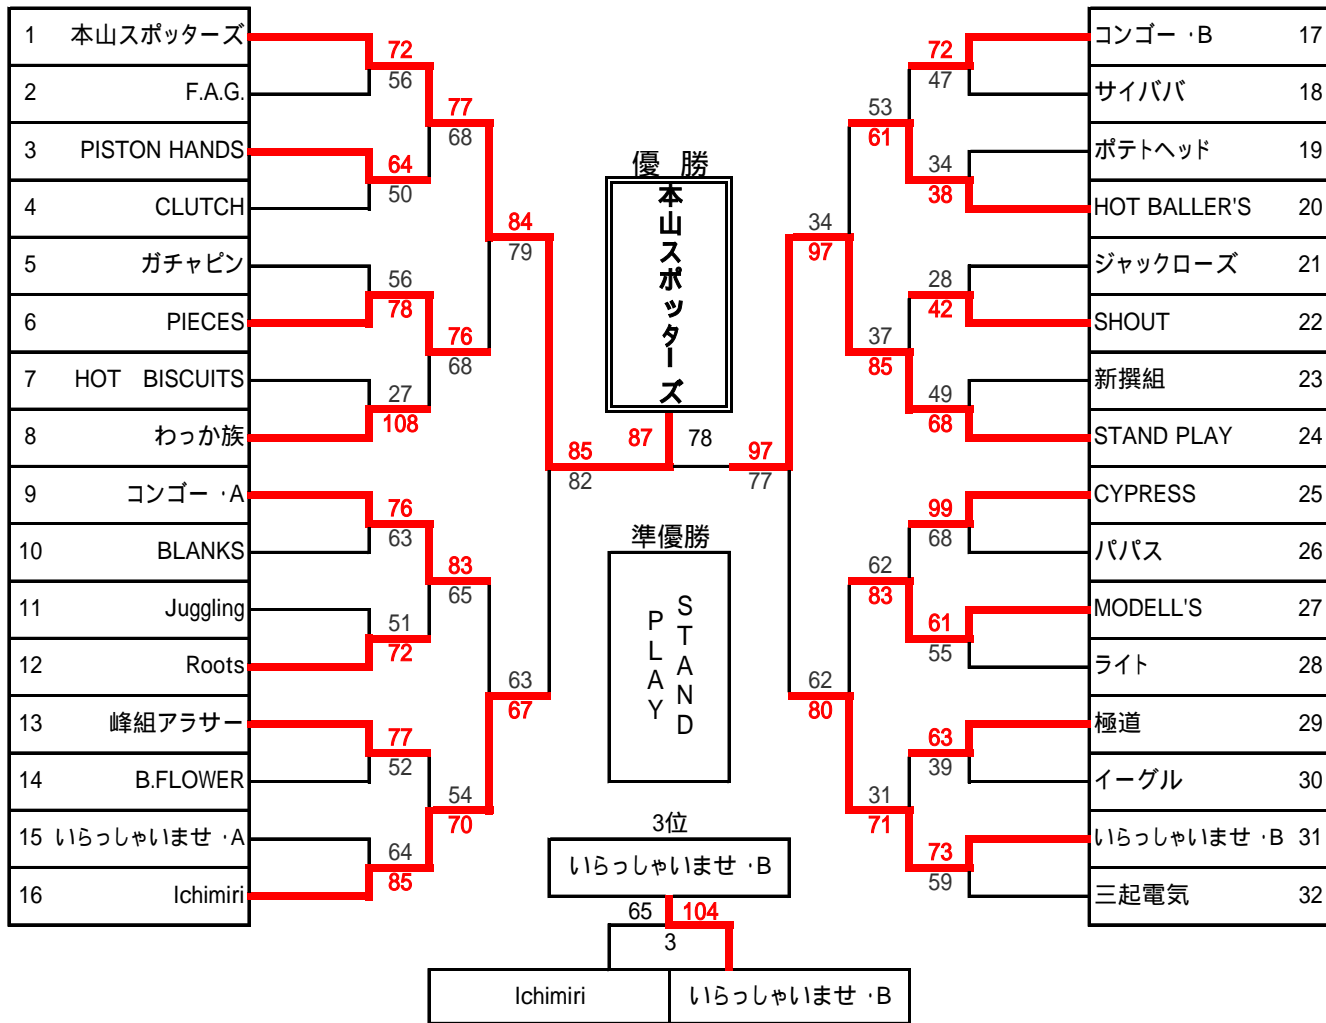 1 本山スポッターズ
2 F.A.G.
3 PISTON HANDS
4 CLUTCH
5 ガチャピン
6 PIECES
7 HOT BISCUITS
8 わっか族
9 コンゴー・A
10 BLANKS
11 Juggling
12 Roots
13 峰組アラサー
14 B.FLOWER
15 いらっしゃいませ・A
16 Ichimiri
72
56
64
50
56
78
27
108
76
63
51
72
77
52
64
85
77
68
76
68
83
65
54
70
84
79
63
67
85
82
優 勝
本山スポッターズ
87 78
準優勝
STAND
PLAY
3位
いらっしゃいませ・B
65 104
3
Ichimiri いらっしゃいませ・B
97
77
34
97
62
80
53
61
37
85
62
83
31
71
72
47
34
38
28
42
49
68
99
68
61
55
63
39
73
59
コンゴー・B 17
サイババ 18
ポテトヘッド 19
HOT BALLER'S 20
ジャックローズ 21
SHOUT 22
新撰組 23
STAND PLAY 24
CYPRESS 25
パパス 26
MODELL'S 27
ライト 28
極道 29
イーグル 30
いらっしゃいませ・B 31
三起電気 32